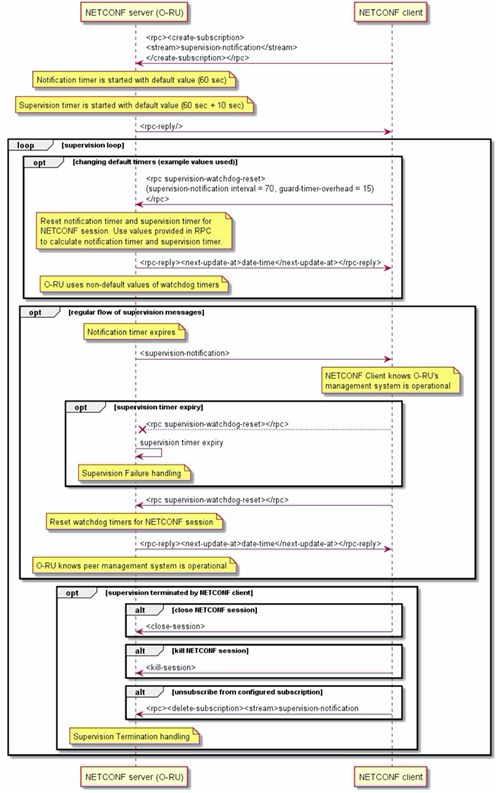 NETCONF server (O-RU)
NETCONF client
<rpc><create-subscription>
<stream>supervision-notification</stream>
</create-subscription></rpc>
Notification timer is started with default value (60 sec)
Supervision timer is started with default value (60 sec + 10 sec)
<rpc-reply/>
loop
[supervision loop]
opt
[changing default timers (example values used)]
<rpc supervision-watchdog-reset>
(supervision-notification interval = 70, guard-timer-overhead = 15)
</rpc>
Reset notification timer and supervision timer for
NETCONF session. Use values provided in RPC
to calculate notification timer and supervision timer.
<rpc-reply><next-update-at>date-time</next-update-at></rpc-reply>
O-RU uses non-default values of watchdog timers
opt
[regular flow of supervision messages]
Notification timer expires
<supervision-notification>
NETCONF Client knows O-RU's
management system is operational
opt
[supervision timer expiry]
<rpc supervision-watchdog-reset></rpc>
supervision timer expiry
Supervision Failure handling
<rpc supervision-watchdog-reset></rpc>
Reset watchdog timers for NETCONF session
<rpc-reply><next-update-at>date-time</next-update-at></rpc-reply>
O-RU knows peer management system is operational
opt
[supervision terminated by NETCONF client]
alt
[close NETCONF session]
<close-session>
alt
[kill NETCONF session]
<kill-session>
alt
[unsubscribe from configured subscription]
<rpc><delete-subscription><stream>supervision-notification
Supervision Termination handling
NETCONF server (O-RU)
NETCONF client